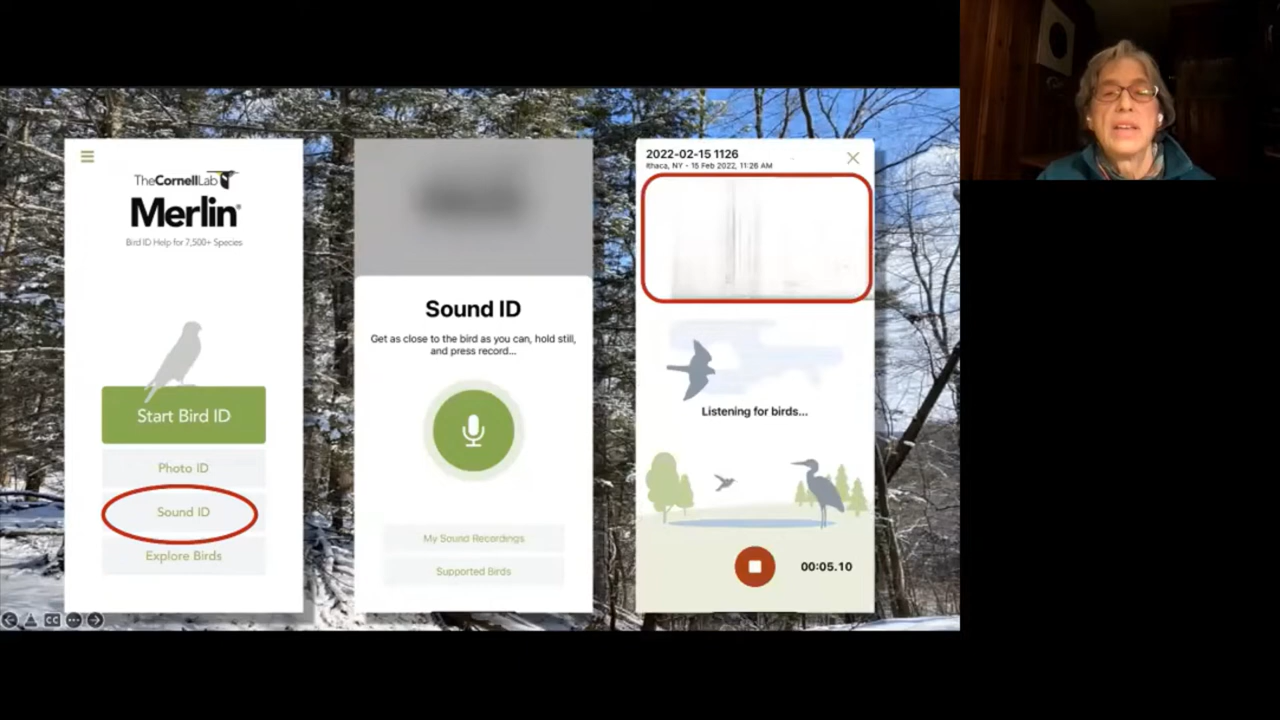 TheCornellLab
Merlin®
Bird ID Help for 7,500+ Species
Start Bird ID
Photo ID
Sound ID
Explore Birds
Sound ID
Get as close to the bird as you can, hold still,
and press record...
My Sound Recordings
Supported Birds
2022-02-15 1126
Ithaca, NY - 15 Feb 2022, 11:26 AM
Listening for birds...
00:05.10
CC